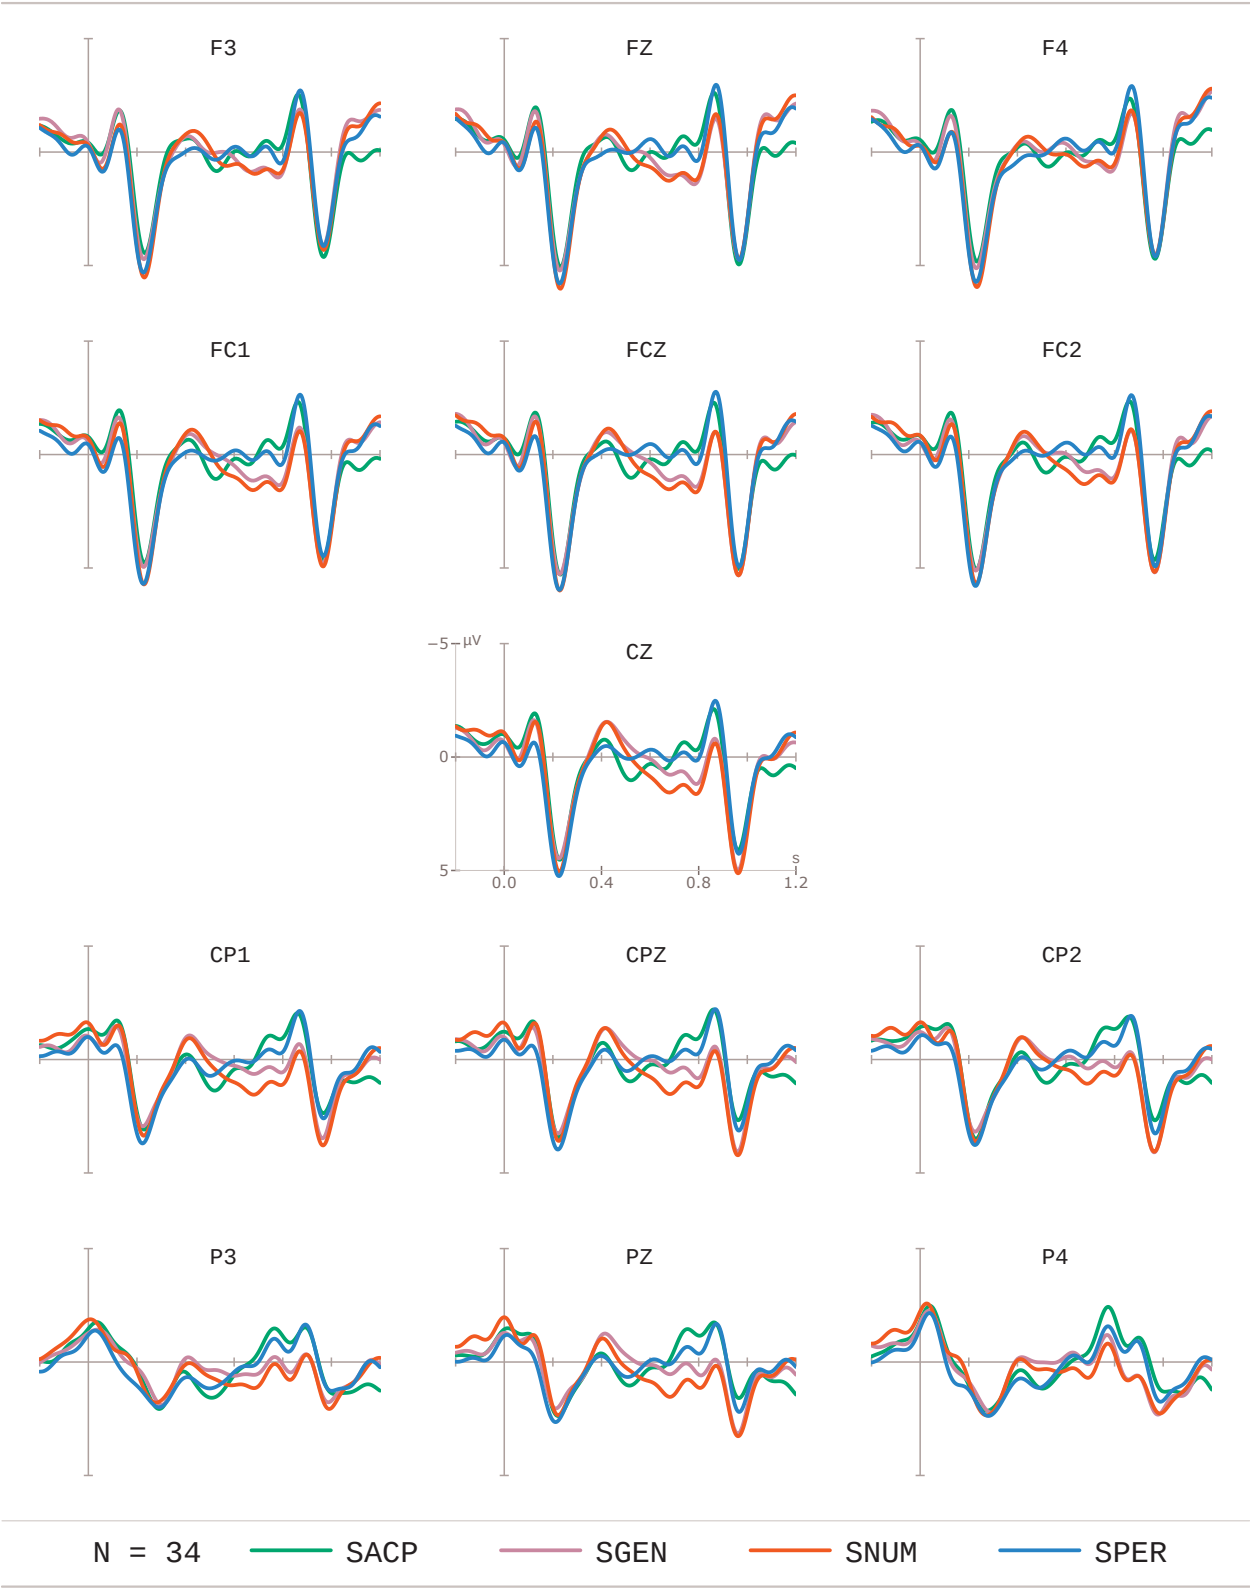 F3 FZ F4
FC1 FCZ FC2
−5 µV CZ
0
5
s
0.0 0.4 0.8 1.2
CP1 CPZ CP2
P3 PZ P4
N = 34 SACP SGEN SNUM SPER